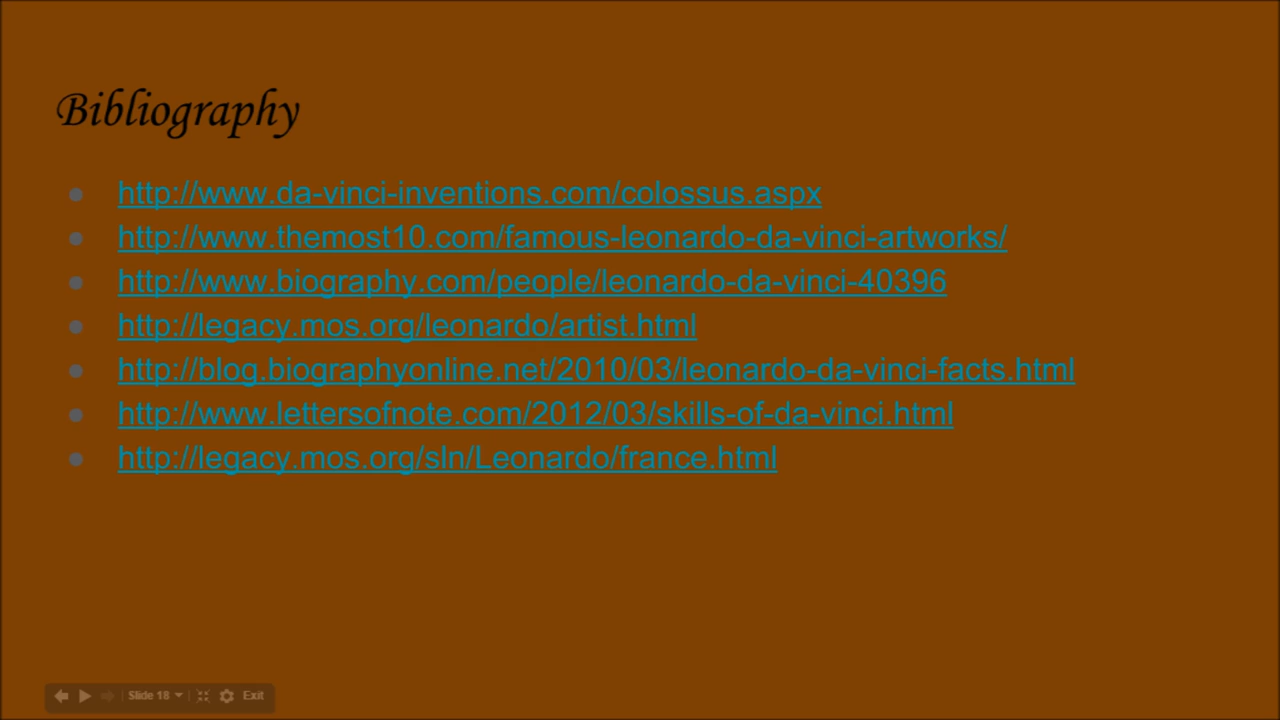 Bibliography
http://www.da-vinci-inventions.com/colossus.aspx
http://www.themost10.com/famous-leonardo-da-vinci-artworks/
http://www.biography.com/people/leonardo-da-vinci-40396
http://legacy.mos.org/leonardo/artist.html
http://blog.biographyonline.net/2010/03/leonardo-da-vinci-facts.html
http://www.lettersofnote.com/2012/03/skills-of-da-vinci.html
http://legacy.mos.org/sln/Leonardo/france.html
Slide 18 Exit